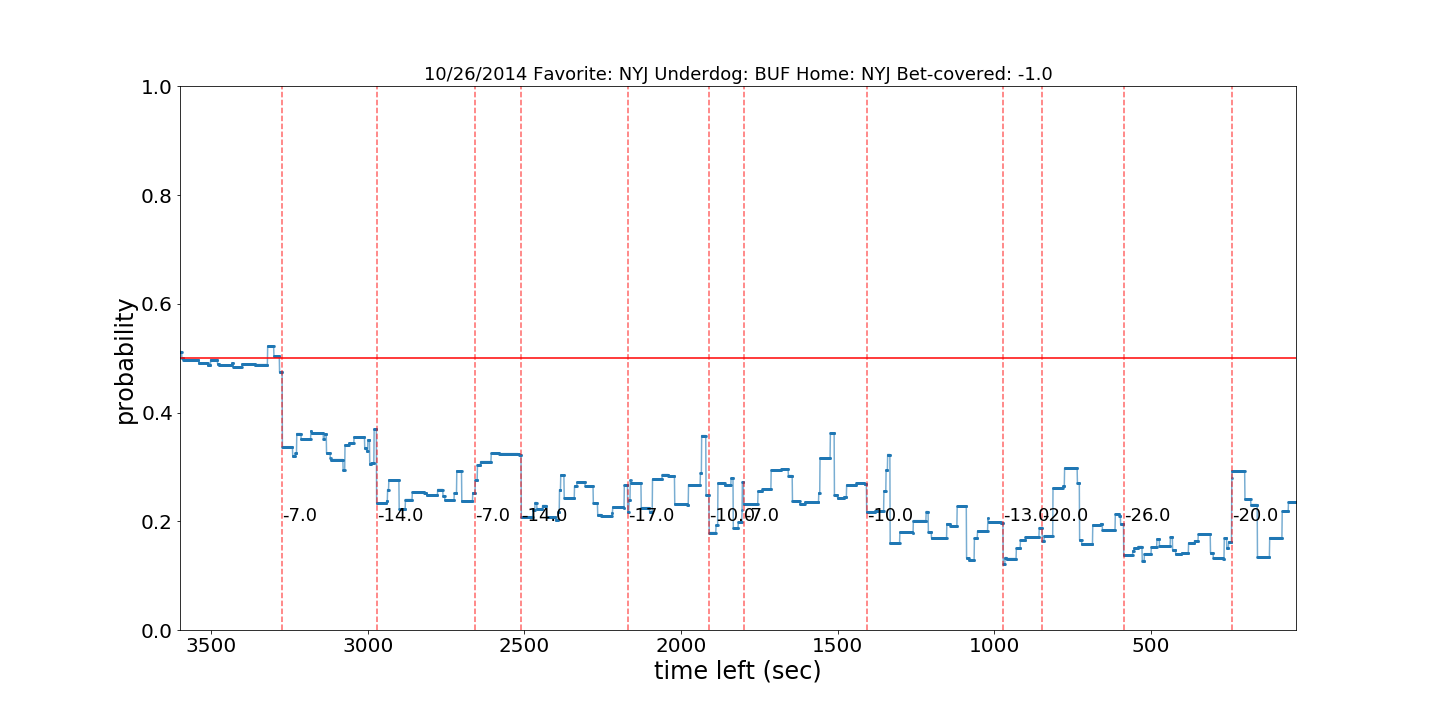 10/26/2014 Favorite: NYJ Underdog: BUF Home: NYJ Bet-covered: -1.0
1.0
0.8
0.6
0.4
0.2
0.0
probability
-7.0 -14.0 -7.0 -14.0 -17.0 -10.0 -7.0 -10.0 -13.0 -20.0 -26.0 -20.0
3500 3000 2500 2000 1500 1000 500
time left (sec)